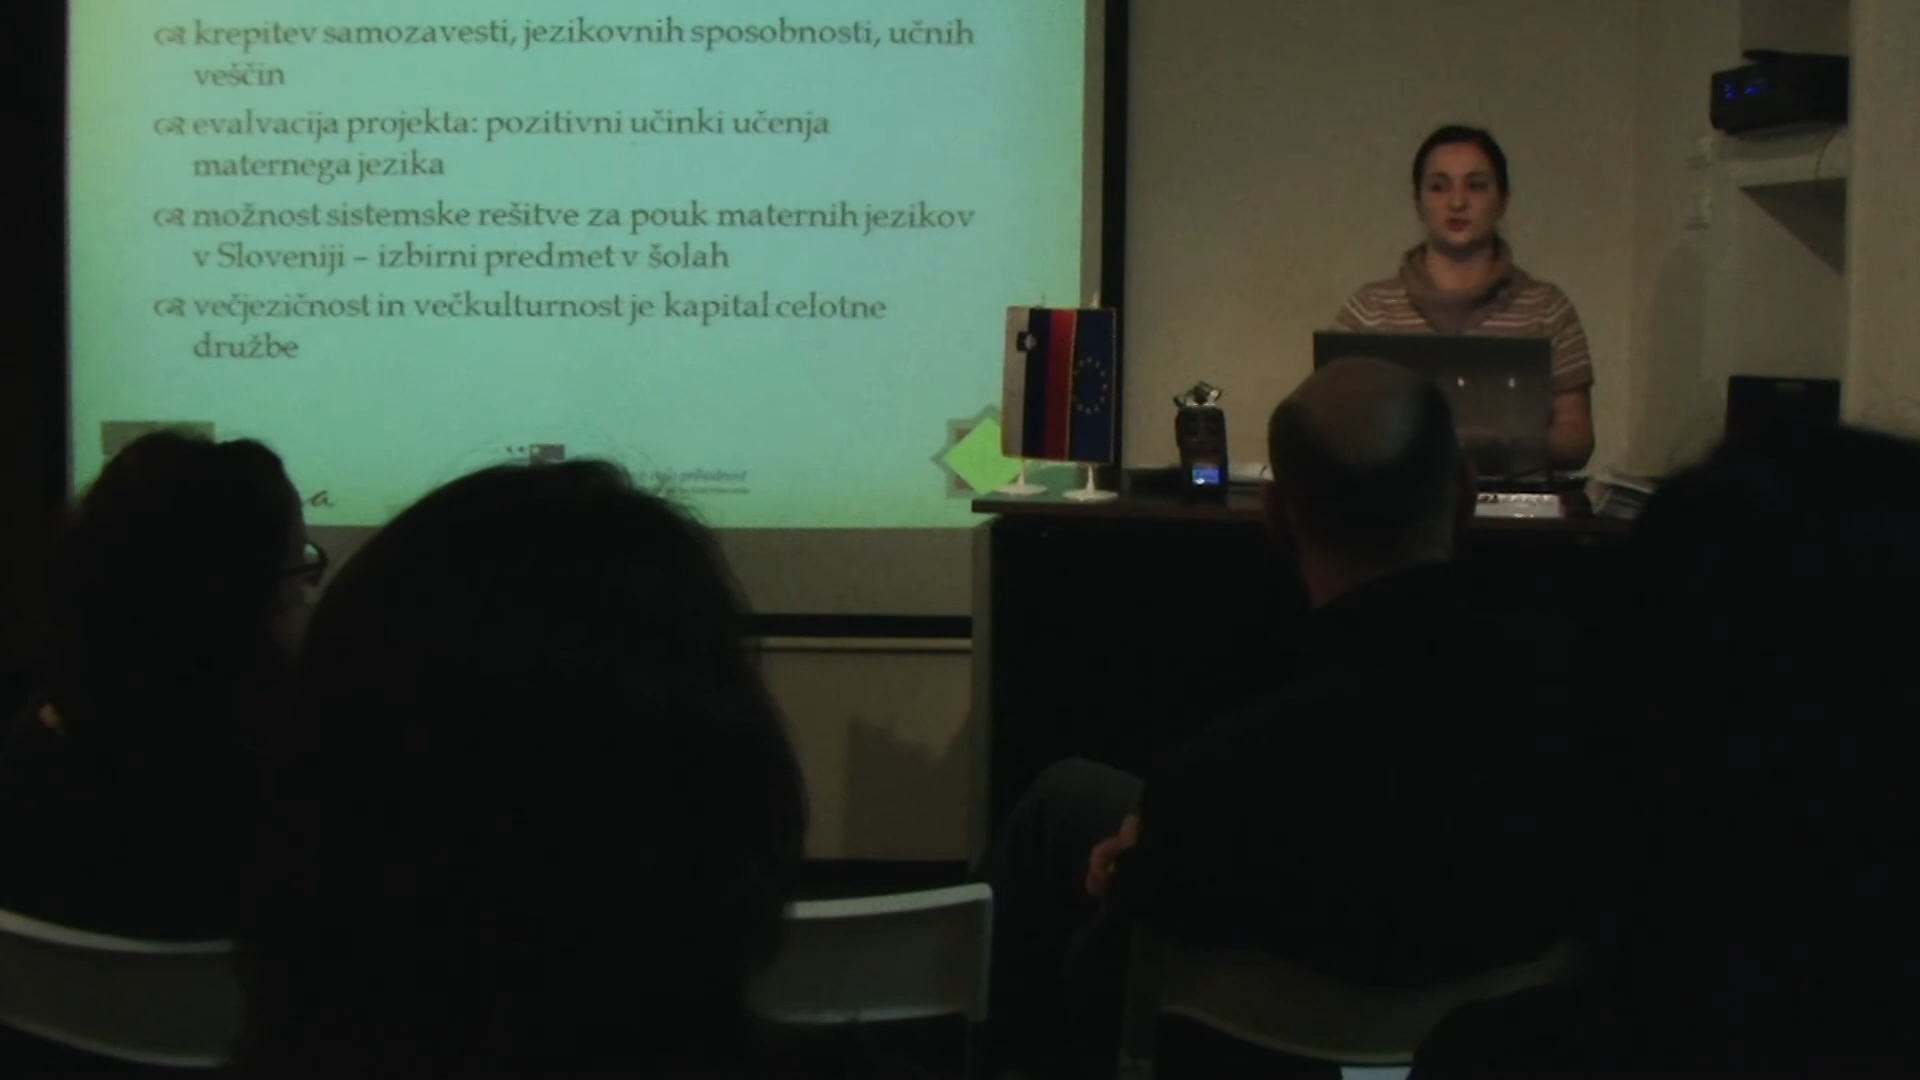 krepitev samozavesti, jezikovnih sposobnosti, učnih
veščin
evalvacija projekta: pozitivni učinki učenja
maternega jezika
možnost sistemske rešitve za pouk maternih jezikov
v Sloveniji – izbirni predmet v šolah
večjezičnost in večkulturnost je kapital celotne
družbe
prihodnost